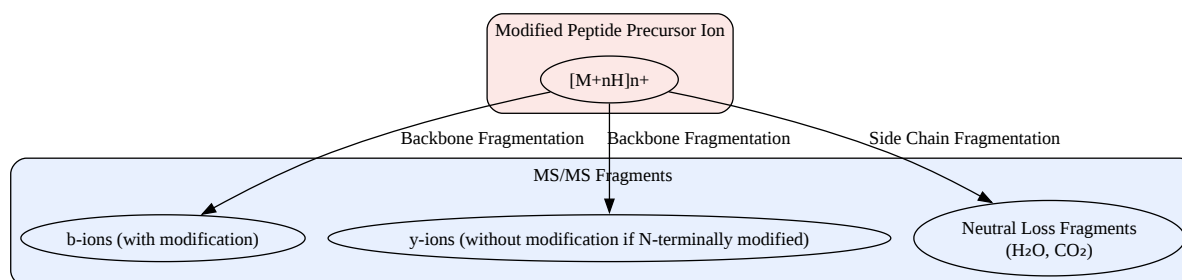 Modified Peptide Precursor Ion
[M+nH]n+
Backbone Fragmentation
Backbone Fragmentation
Side Chain Fragmentation
MS/MS Fragments
b-ions (with modification)
y-ions (without modification if N-terminally modified)
Neutral Loss Fragments
(H₂O, CO₂)